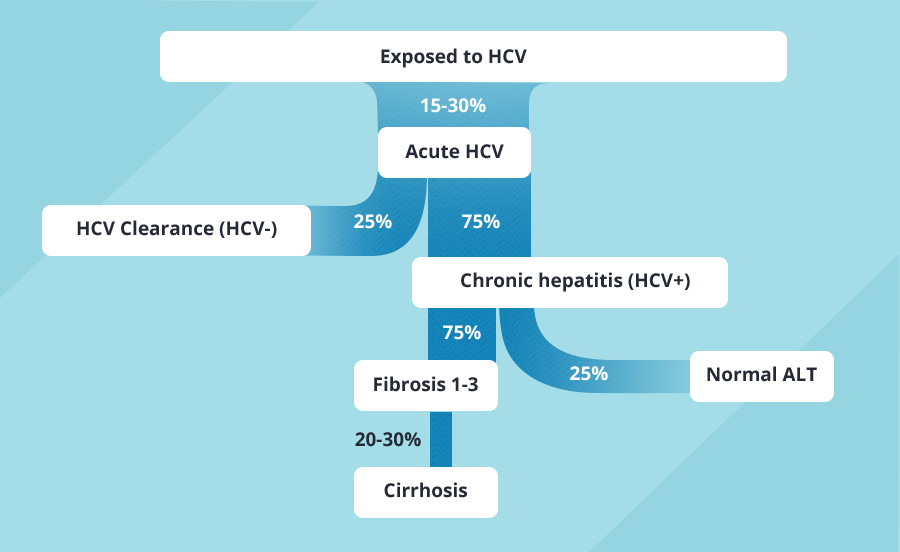 Exposed to HCV
15-30%
Acute HCV
HCV Clearance (HCV-)
25%
75%
Chronic hepatitis (HCV+)
75%
Fibrosis 1-3
25%
Normal ALT
20-30%
Cirrhosis